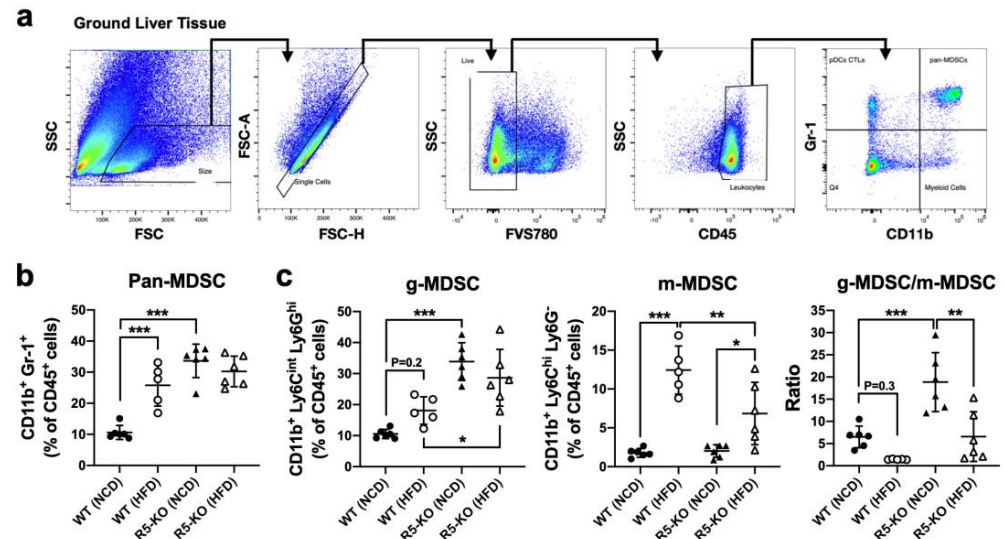 a
Ground Liver Tissue
SSC
Size
100K 200K 300K 400K
FSC
FSC-A
Single Cells
100K 200K 300K 400K
FSC-H
SSC
Live
FVS780
SSC
Leukocytes
CD45
Gr-1
pDCs CTLs
pan-MDSCs
Q4
Myeloid Cells
CD11b
b
Pan-MDSC
CD11b+ Gr-1+
(% of CD45+ cells)
50
40
30
20
10
0
***
***
WT (NCD)
WT (HFD)
R5-KO (NCD)
R5-KO (HFD)
c
g-MDSC
CD11b+ Ly6Cint Ly6Ghi
(% of CD45+ cells)
50
40
30
20
10
0
***
P=0.2
*
WT (NCD)
WT (HFD)
R5-KO (NCD)
R5-KO (HFD)
m-MDSC
CD11b+ Ly6Chi Ly6G-
(% of CD45+ cells)
20
15
10
5
0
***
**
*
WT (NCD)
WT (HFD)
R5-KO (NCD)
R5-KO (HFD)
g-MDSC/m-MDSC
Ratio
35
30
25
20
15
10
5
0
***
**
P=0.3
WT (NCD)
WT (HFD)
R5-KO (NCD)
R5-KO (HFD)